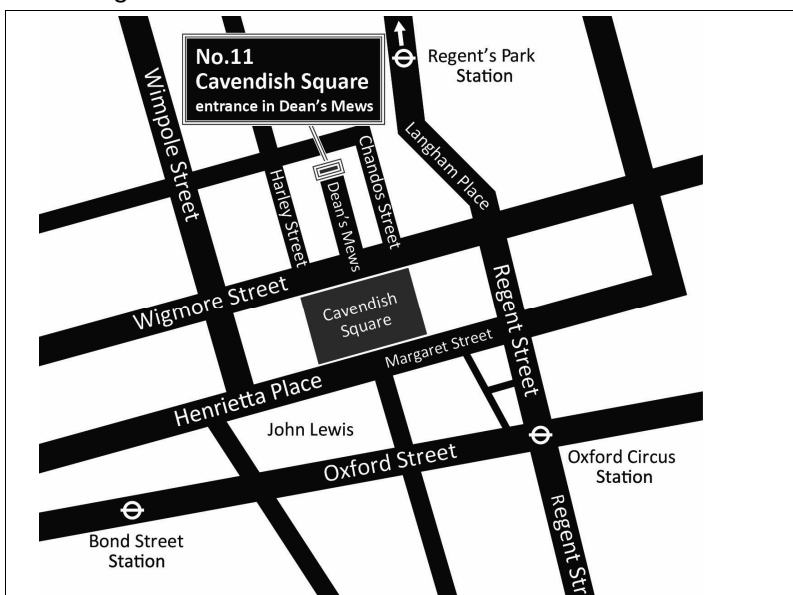 No.11
Cavendish Square
entrance in Dean's Mews
Regent's Park
Station
Wimpole Street
Langham Place
Chandos Street
Harley Street
Dean's Mews
Wigmore Street
Cavendish
Square
Regent Street
Margaret Street
Henrietta Place
John Lewis
Oxford Street
Oxford Circus
Station
Bond Street
Station
Regent Str